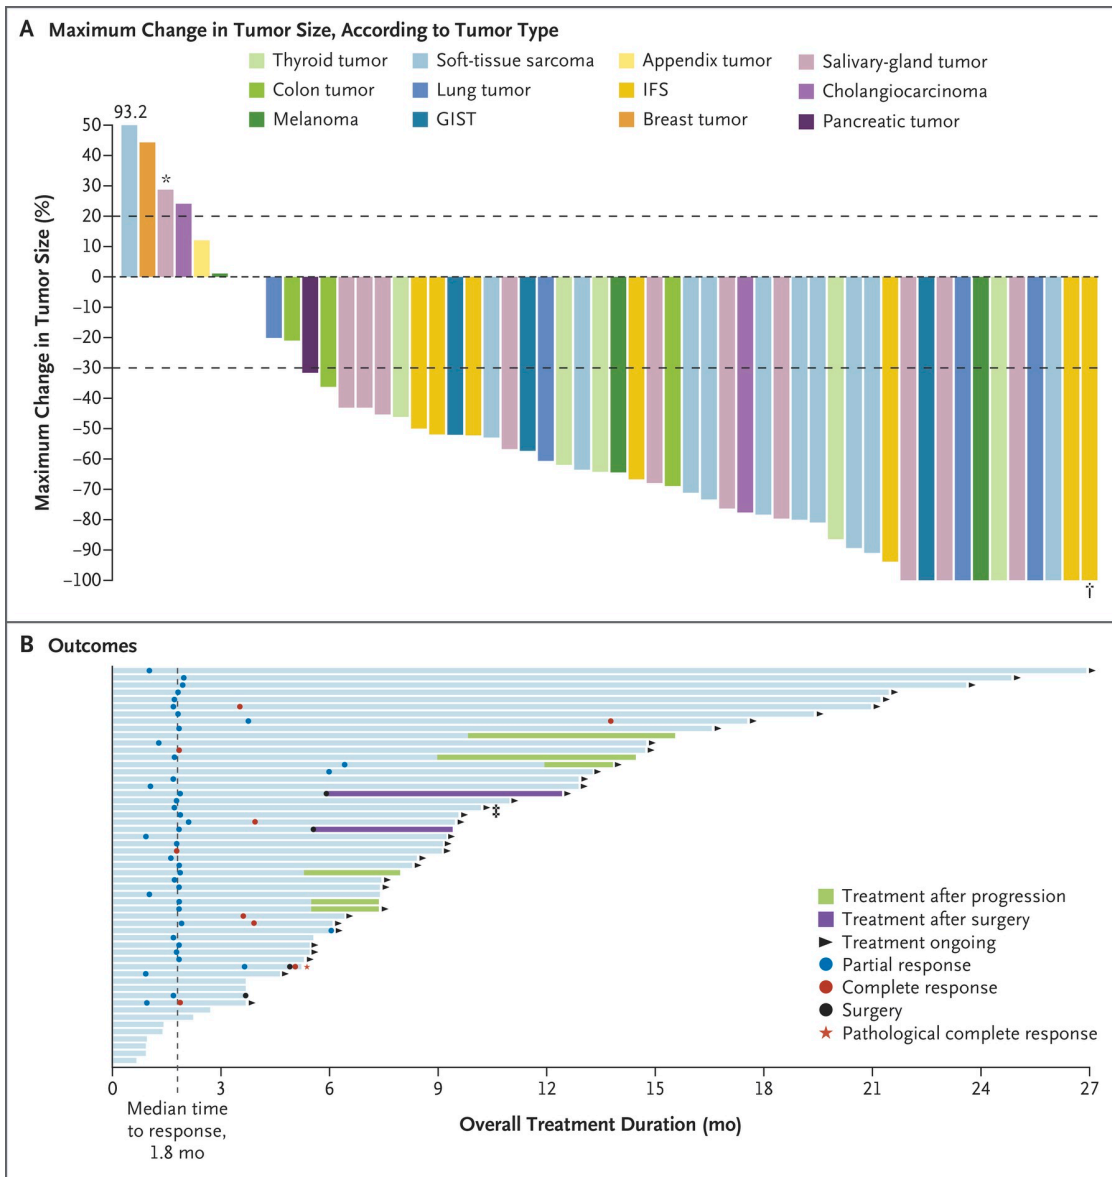 A Maximum Change in Tumor Size, According to Tumor Type
Thyroid tumor Soft-tissue sarcoma Appendix tumor Salivary-gland tumor
Colon tumor Lung tumor IFS Cholangiocarcinoma
Melanoma GIST Breast tumor Pancreatic tumor
93.2
50
40
30
*
20
10
0
–10
–20
–30
–40
–50
–60
–70
–80
–90
–100
†
Maximum Change in Tumor Size (%)
B Outcomes
‡
Treatment after progression
Treatment after surgery
Treatment ongoing
Partial response
Complete response
Surgery
Pathological complete response
0 3 6 9 12 15 18 21 24 27
Median time
to response,
1.8 mo
Overall Treatment Duration (mo)